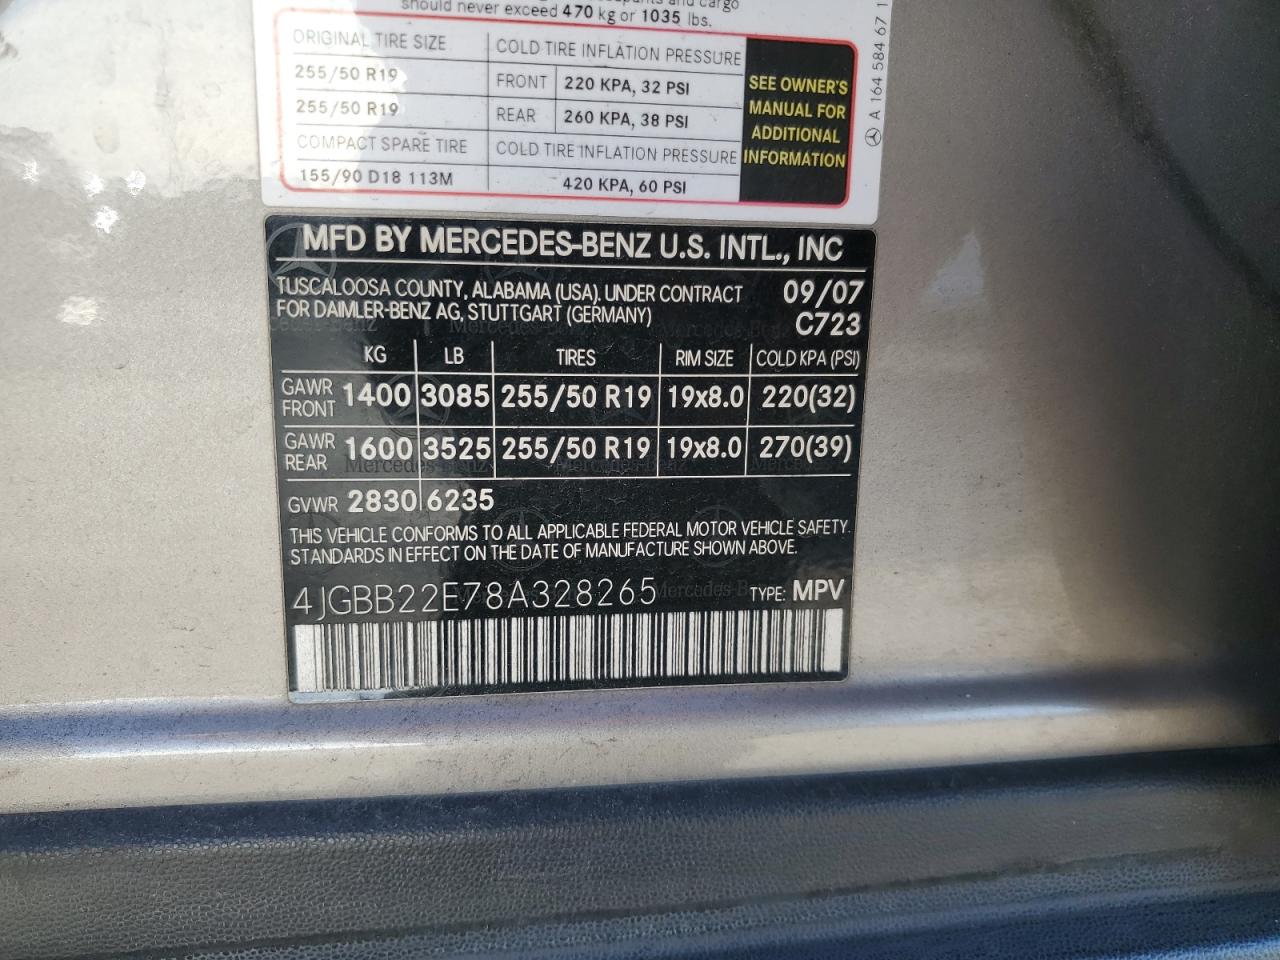 and cargo
should never exceed 470 kg or 1035 lbs.
ORIGINAL TIRE SIZE COLD TIRE INFLATION PRESSURE
255/50 R19 FRONT 220 KPA, 32 PSI
255/50 R19 REAR 260 KPA, 38 PSI
COMPACT SPARE TIRE COLD TIRE INFLATION PRESSURE
155/90 D18 113M 420 KPA, 60 PSI
SEE OWNER'S
MANUAL FOR
ADDITIONAL
INFORMATION
A 164 584 67 1
MFD BY MERCEDES-BENZ U.S. INTL., INC
TUSCALOOSA COUNTY, ALABAMA (USA). UNDER CONTRACT 09/07
FOR DAIMLER-BENZ AG, STUTTGART (GERMANY) C723
KG LB TIRES RIM SIZE COLD KPA (PSI)
GAWR FRONT 1400 3085 255/50 R19 19x8.0 220(32)
GAWR REAR 1600 3525 255/50 R19 19x8.0 270(39)
GVWR 2830 6235
THIS VEHICLE CONFORMS TO ALL APPLICABLE FEDERAL MOTOR VEHICLE SAFETY
STANDARDS IN EFFECT ON THE DATE OF MANUFACTURE SHOWN ABOVE.
4JGBB22E78A328265 TYPE: MPV